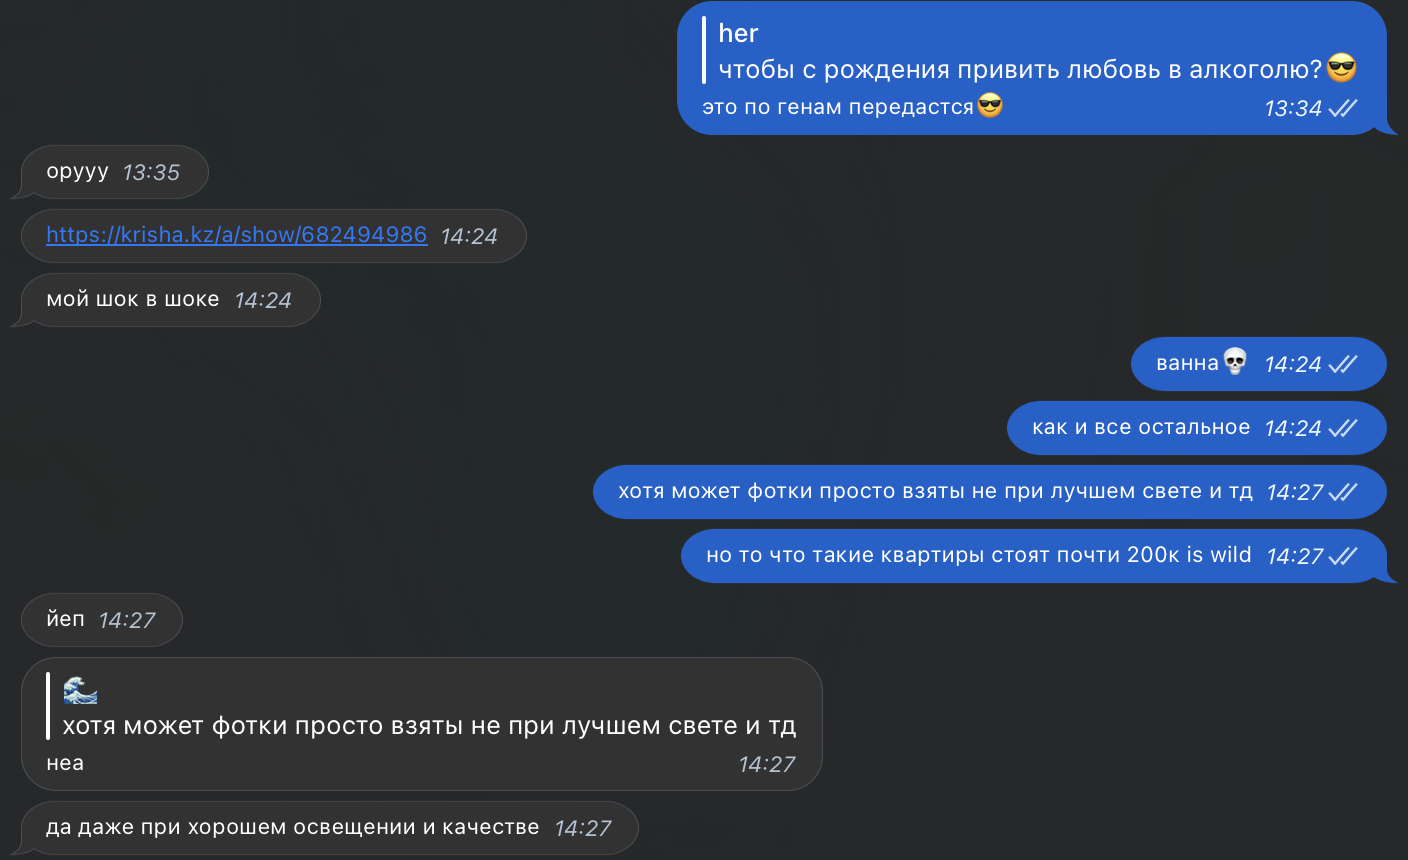 her
чтобы с рождения привить любовь в алкоголю?😎
это по генам передастся😎 13:34
орууу 13:35
https://krisha.kz/a/show/682494986 14:24
мой шок в шоке 14:24
ванна💀 14:24
как и все остальное 14:24
хотя может фотки просто взяты не при лучшем свете и тд 14:27
но то что такие квартиры стоят почти 200к is wild 14:27
йеп 14:27
🌊
хотя может фотки просто взяты не при лучшем свете и тд
неа 14:27
да даже при хорошем освещении и качестве 14:27